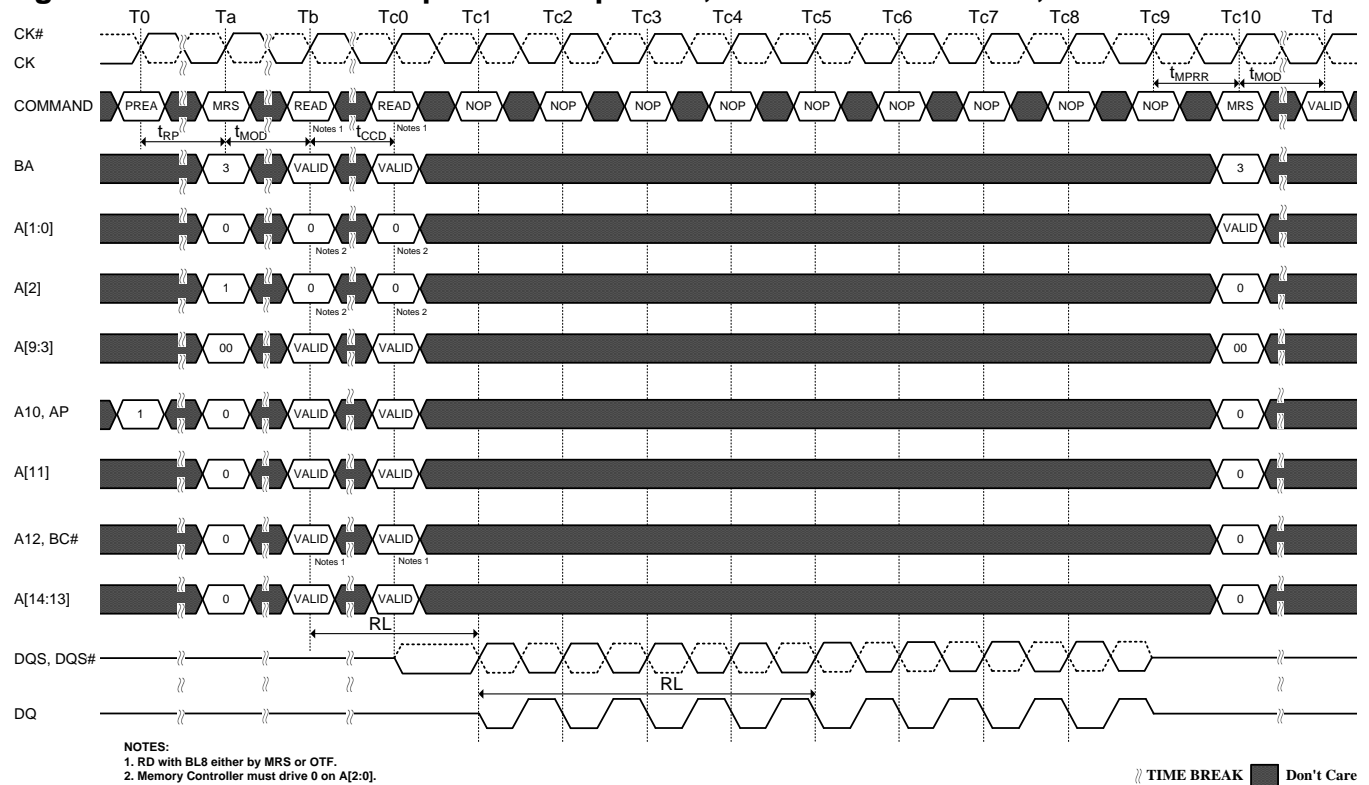 T0 Ta Tb Tc0 Tc1 Tc2 Tc3 Tc4 Tc5 Tc6 Tc7 Tc8 Tc9 Tc10 Td
CK#
CK
tMPRR tMOD
COMMAND PREA MRS READ READ NOP NOP NOP NOP NOP NOP NOP NOP NOP MRS VALID
Notes 1 Notes 1
tRP tMOD tCCD
BA 3 VALID VALID 3
A[1:0] 0 0 0 VALID
Notes 2 Notes 2
A[2] 1 0 0 0
Notes 2 Notes 2
A[9:3] 00 VALID VALID 00
A10, AP 1 0 VALID VALID 0
A[11] 0 VALID VALID 0
A12, BC# 0 VALID VALID 0
Notes 1 Notes 1
A[14:13] 0 VALID VALID 0
RL
DQS, DQS#
RL
DQ
NOTES:
1. RD with BL8 either by MRS or OTF.
2. Memory Controller must drive 0 on A[2:0].
TIME BREAK Don't Care